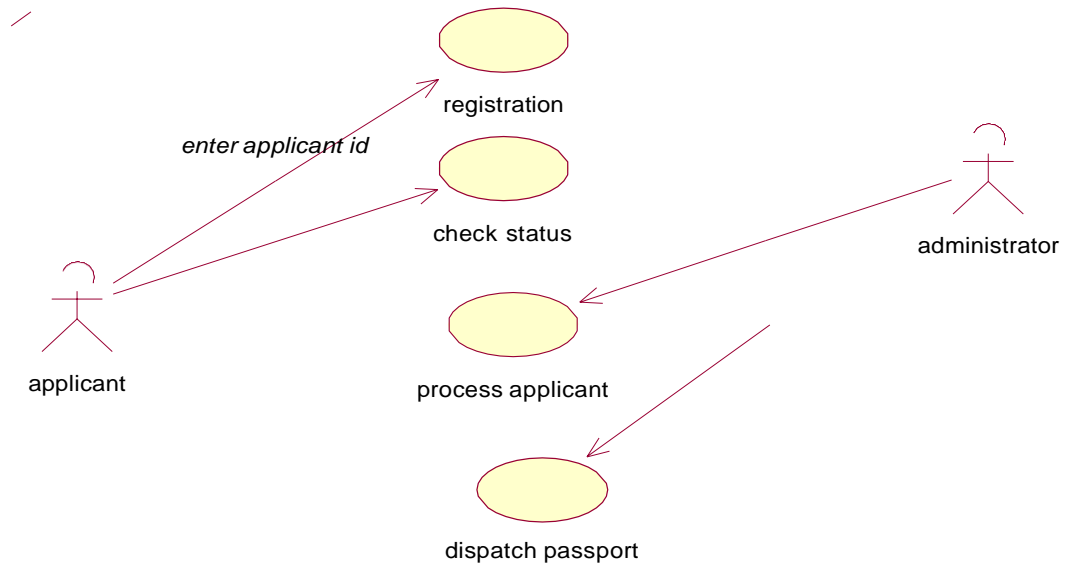 registration
enter applicant id
check status
administrator
applicant
process applicant
dispatch passport